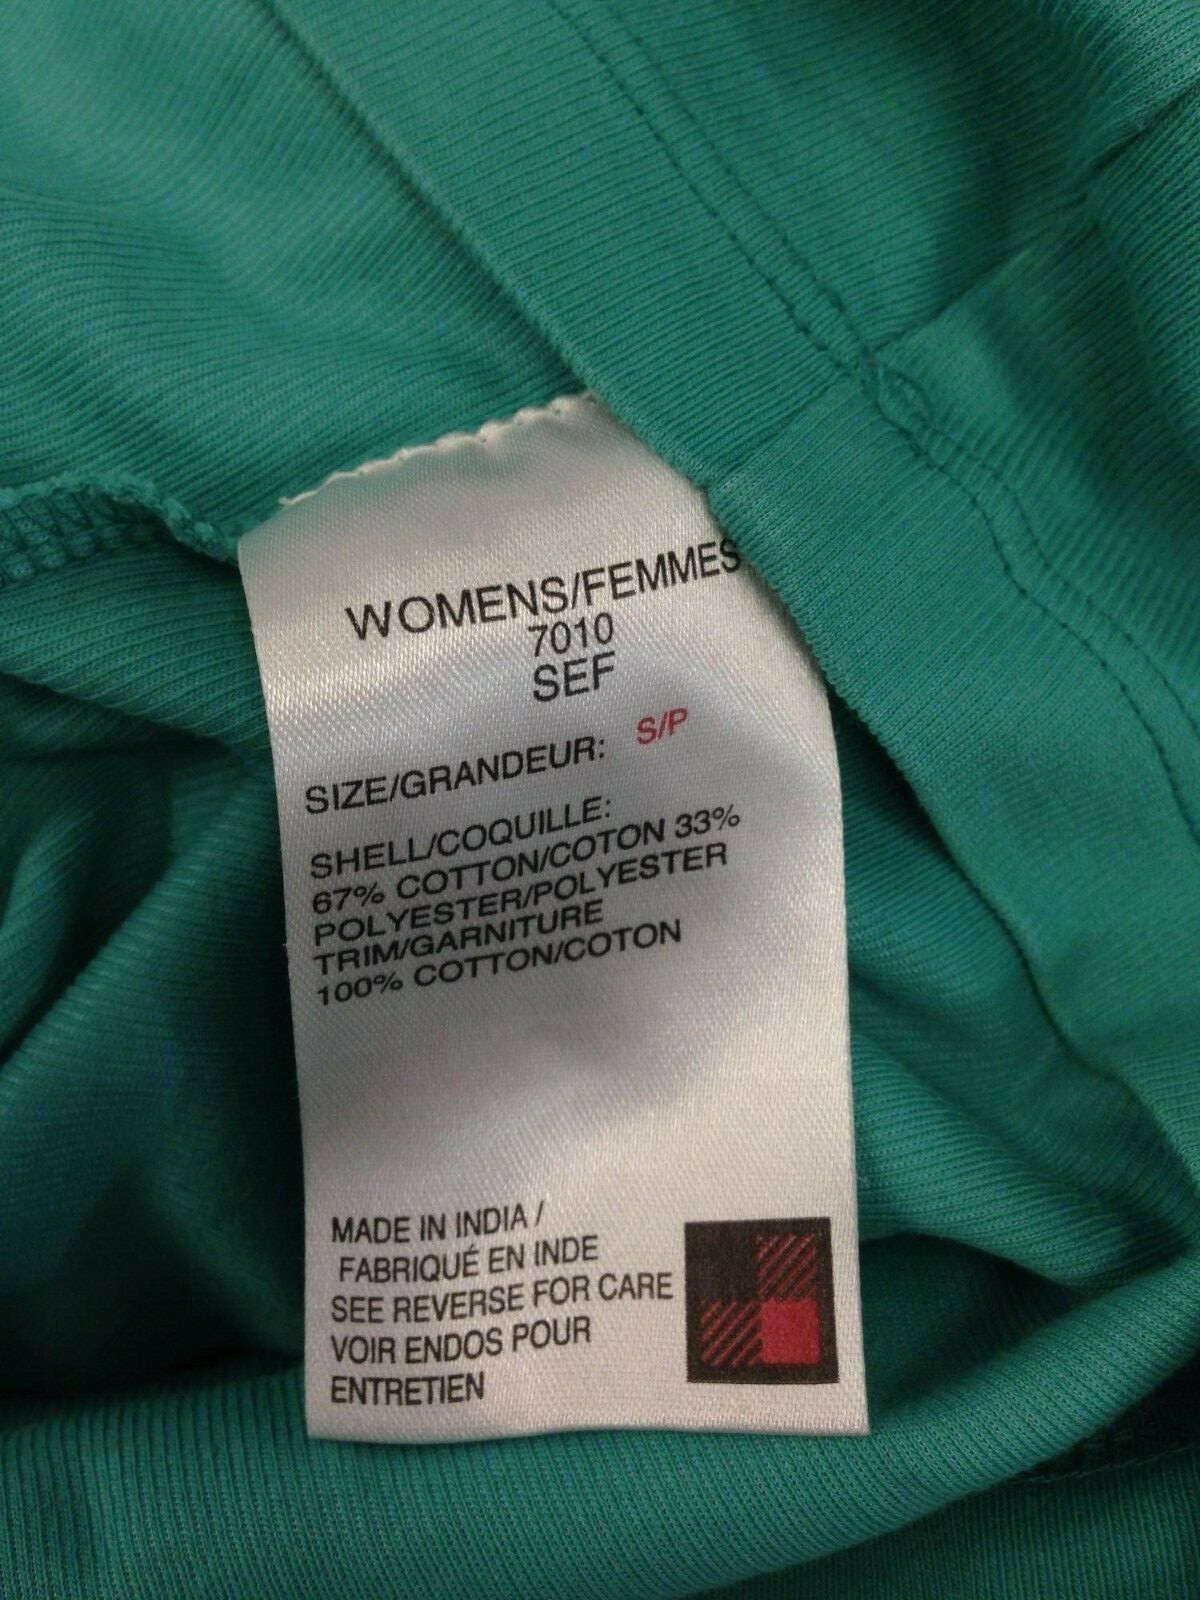 WOMENS/FEMMES
7010
SEF
SIZE/GRANDEUR: S/P
SHELL/COQUILLE:
67% COTTON/COTON 33%
POLYESTER/POLYESTER
TRIM/GARNITURE
100% COTTON/COTON
MADE IN INDIA /
FABRIQUÉ EN INDE
SEE REVERSE FOR CARE
VOIR ENDOS POUR
ENTRETIEN